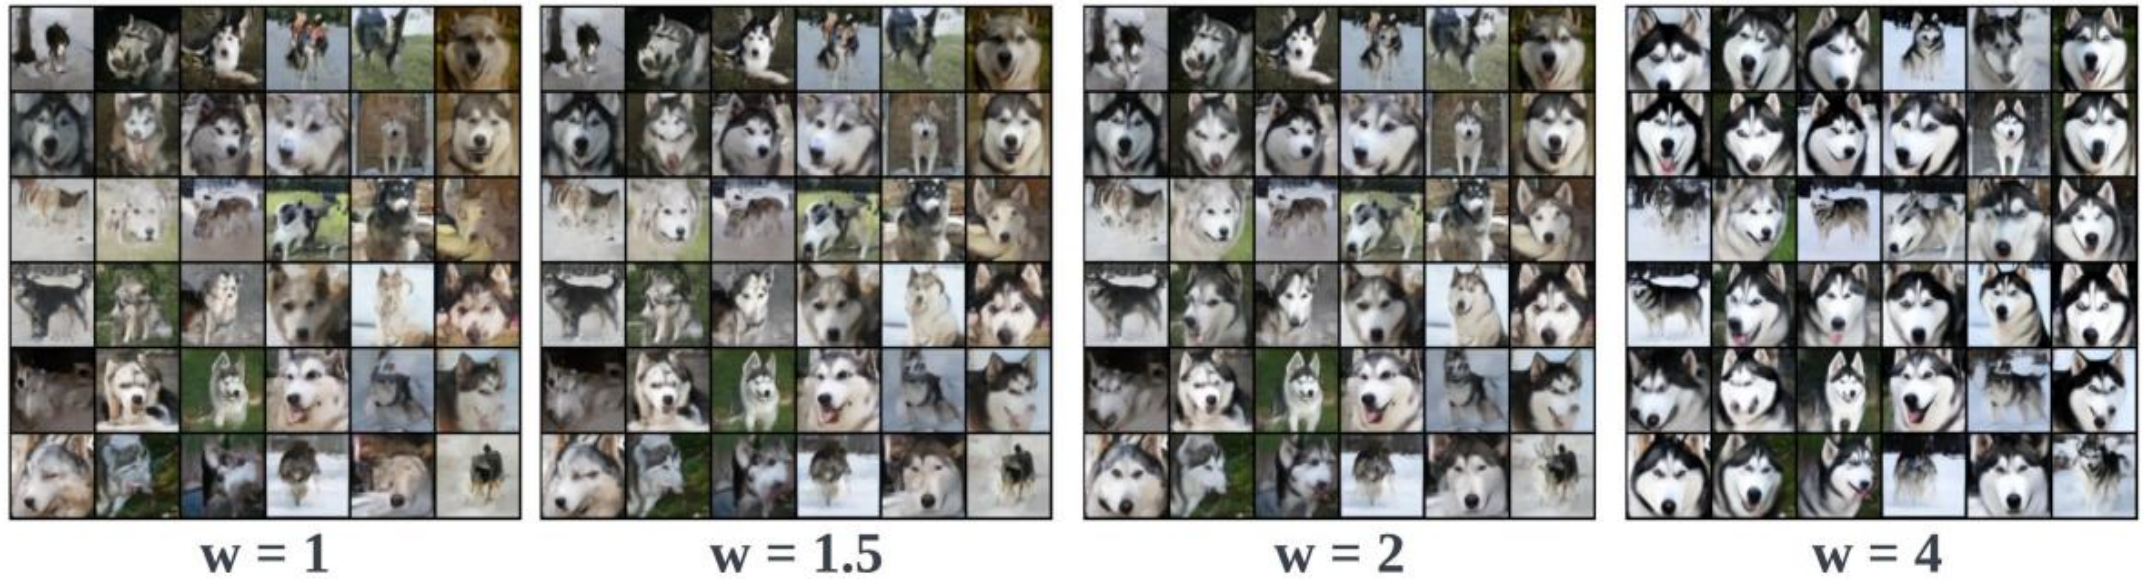 w = 1 w = 1.5 w = 2 w = 4